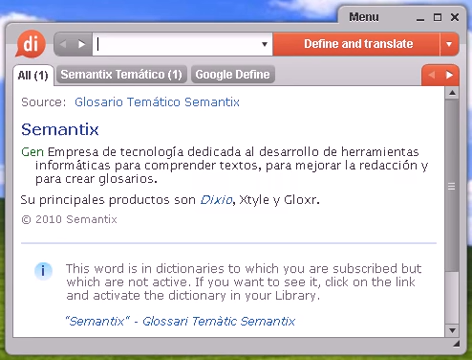 Menu
di
Define and translate
All (1)
Semantix Temático (1)
Google Define
Source: Glosario Temático Semantix
Semantix
Gen Empresa de tecnología dedicada al desarrollo de herramientas
informáticas para comprender textos, para mejorar la redacción y
para crear glosarios.
Su principales productos son Dixio, Xtyle y Gloxr.
© 2010 Semantix
i
This word is in dictionaries to which you are subscribed but
which are not active. If you want to see it, click on the link
and activate the dictionary in your Library.
"Semantix" - Glossari Temàtic Semantix